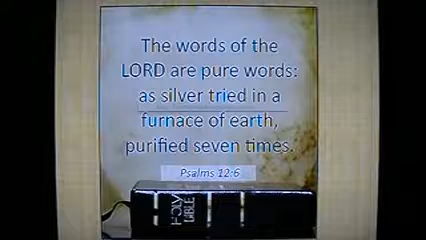 The words of the
LORD are pure words:
as silver tried in a
furnace of earth,
purified seven times.
Psalms 12:6
HOLY
BIBLE